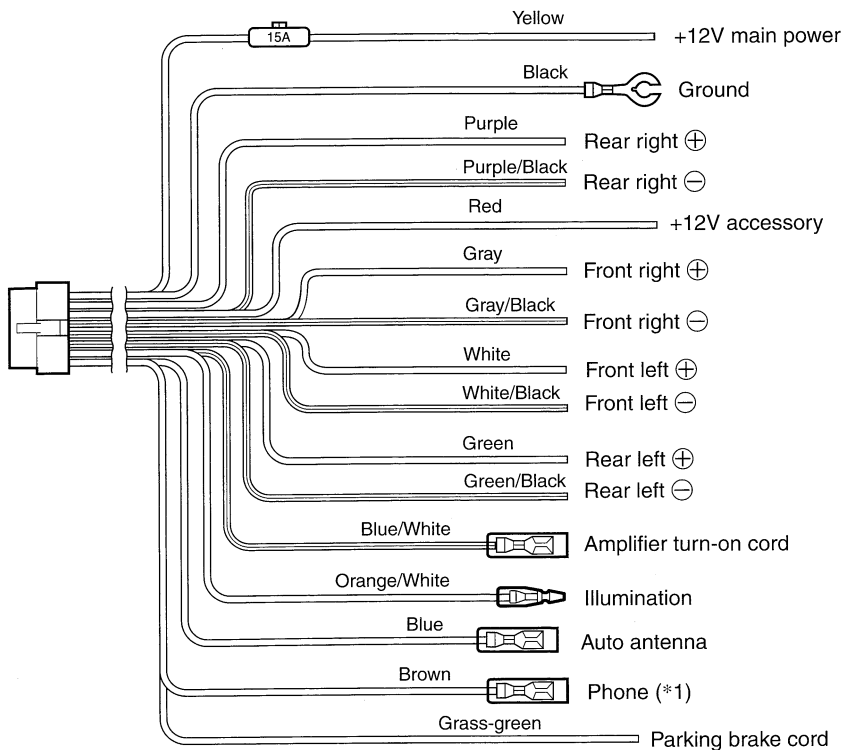 Yellow
15A
+12V main power
Black
Ground
Purple
Rear right ⊕
Purple/Black
Rear right ⊖
Red
+12V accessory
Gray
Front right ⊕
Gray/Black
Front right ⊖
White
Front left ⊕
White/Black
Front left ⊖
Green
Rear left ⊕
Green/Black
Rear left ⊖
Blue/White
Amplifier turn-on cord
Orange/White
Illumination
Blue
Auto antenna
Brown
Phone (*1)
Grass-green
Parking brake cord